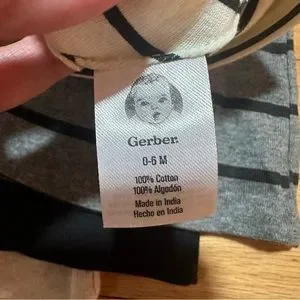 Gerber.
0-6 M
100% Cotton
100% Algodón
Made in India
Hecho en India